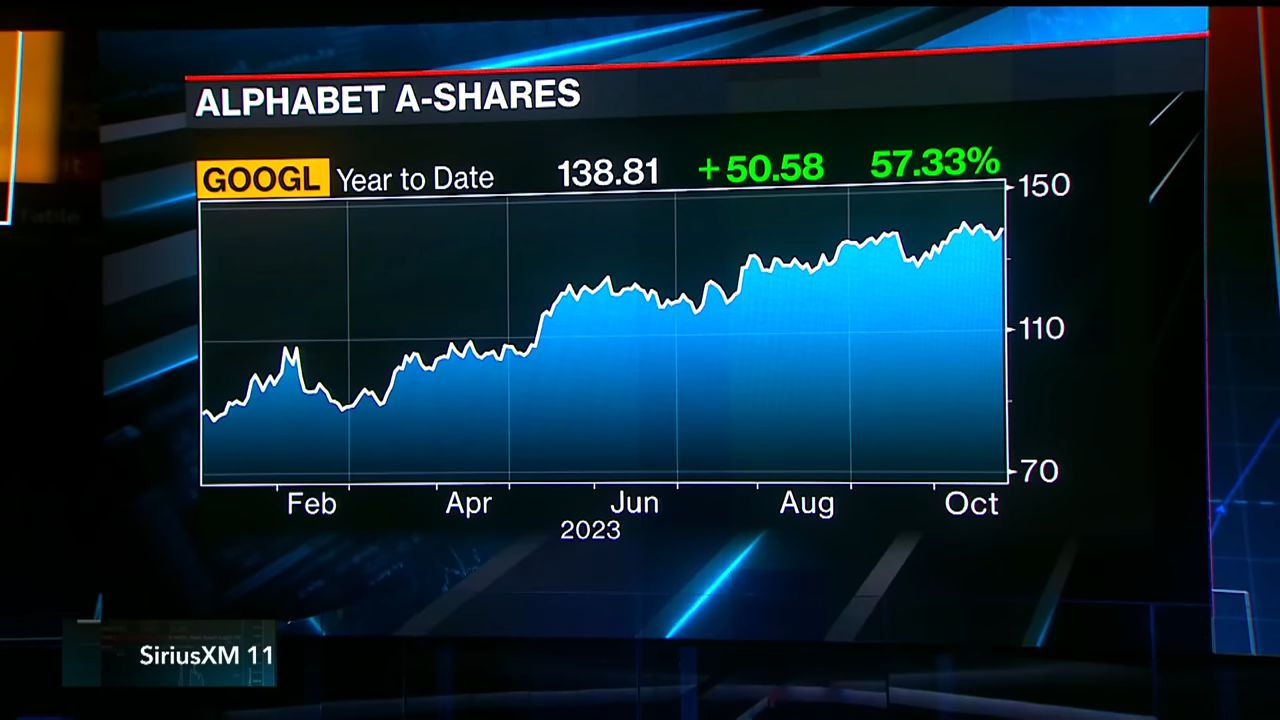 ALPHABET A-SHARES
GOOGL Year to Date 138.81 +50.58 57.33%
150
110
70
Feb Apr Jun Aug Oct
2023
SiriusXM 11